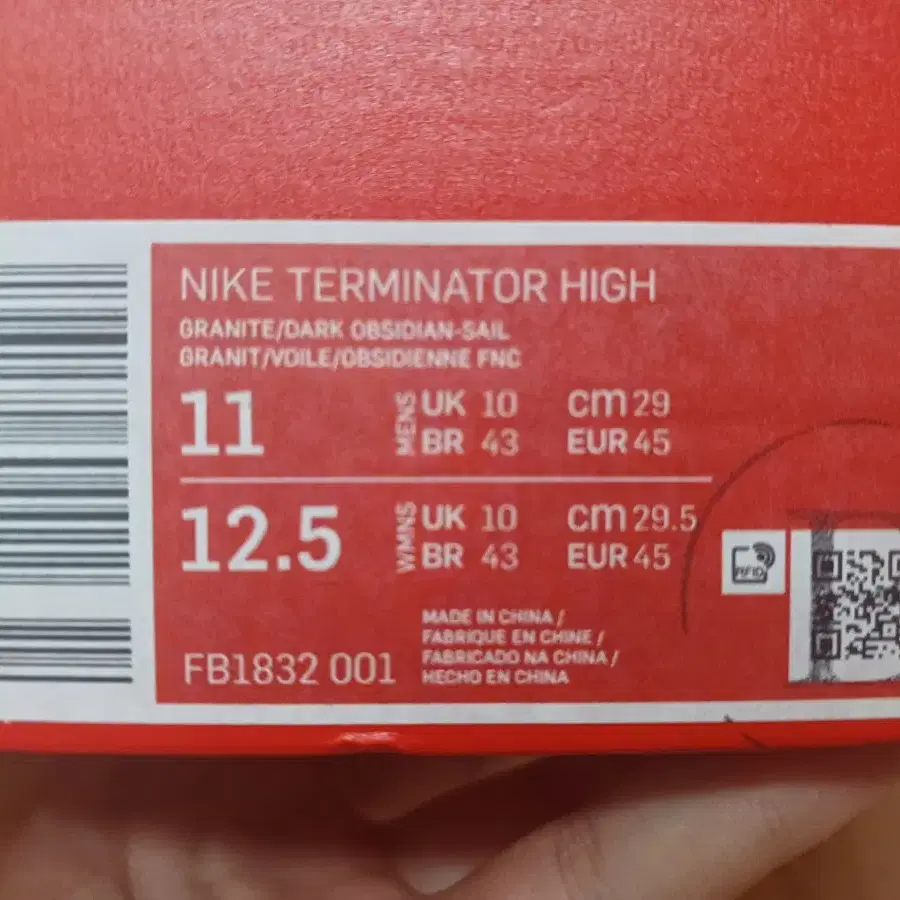 NIKE TERMINATOR HIGH
GRANITE/DARK OBSIDIAN-SAIL
GRANIT/VOILE/OBSIDIENNE FNC
11 MENS UK 10 cm 29
BR 43 EUR 45
12.5 WMNS UK 10 cm 29.5
BR 43 EUR 45
RFID
MADE IN CHINA /
FABRIQUE EN CHINE /
FABRICADO NA CHINA /
HECHO EN CHINA
FB1832 001